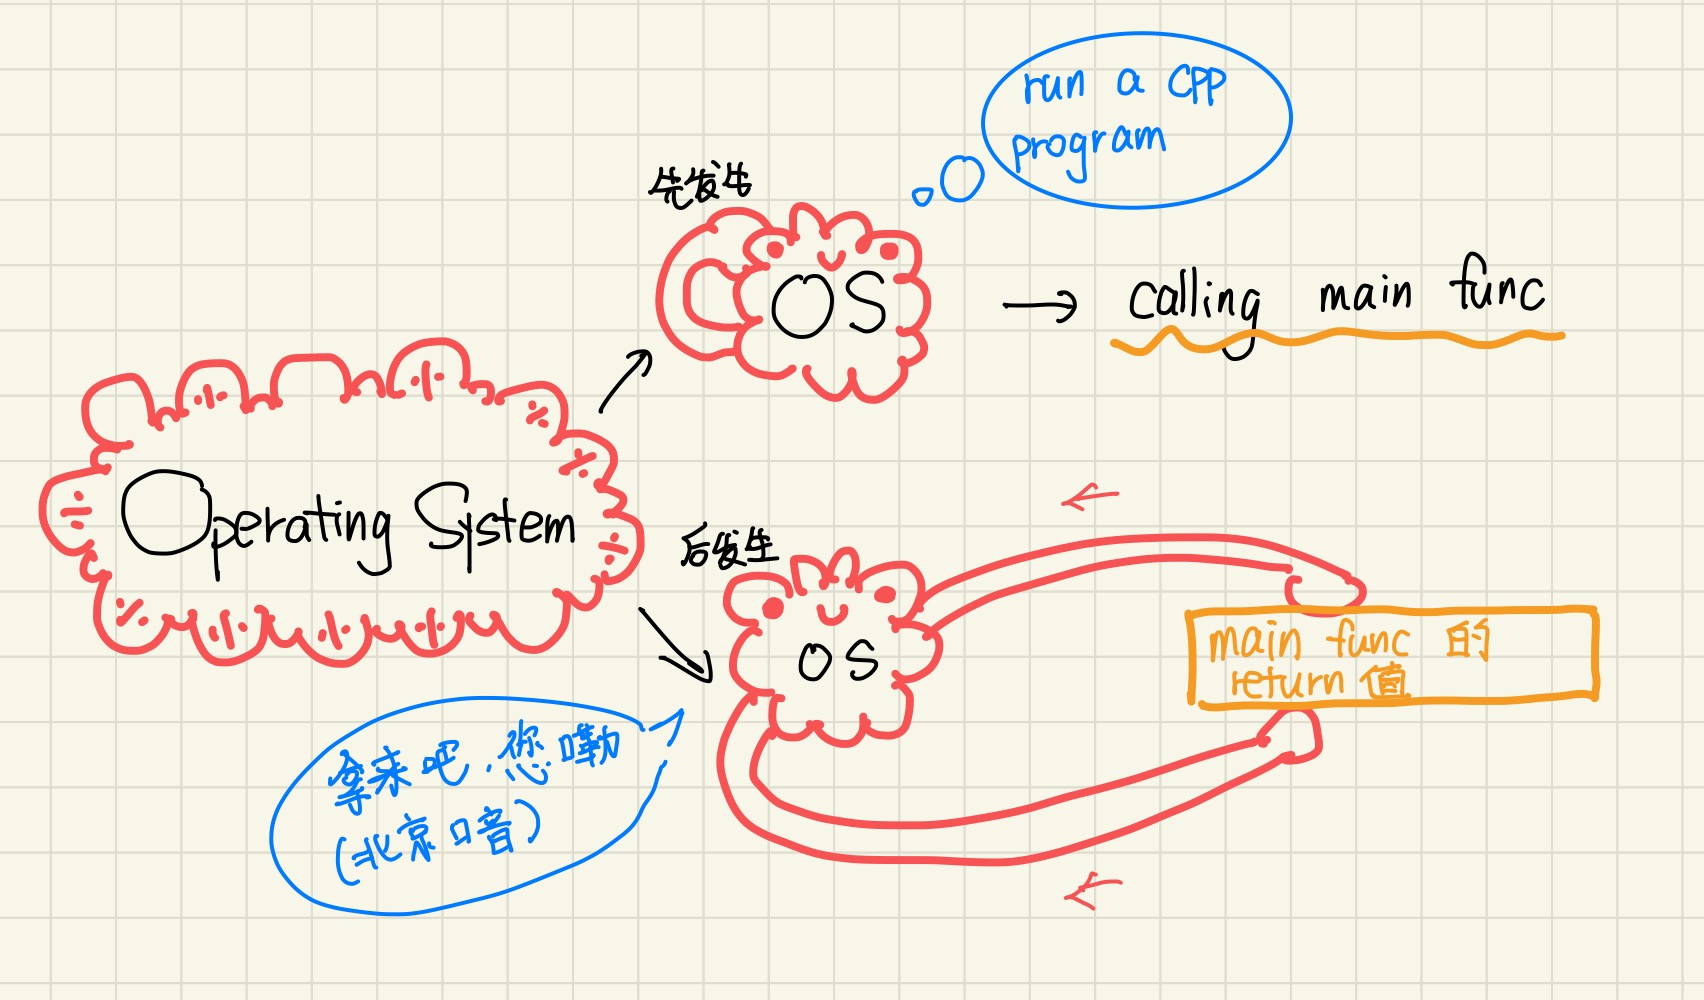 run a cpp
program
先发生
OS
calling main func
Operating System
后发生
OS
main func 的
return 值
拿来吧.您嘞
(北京口音)